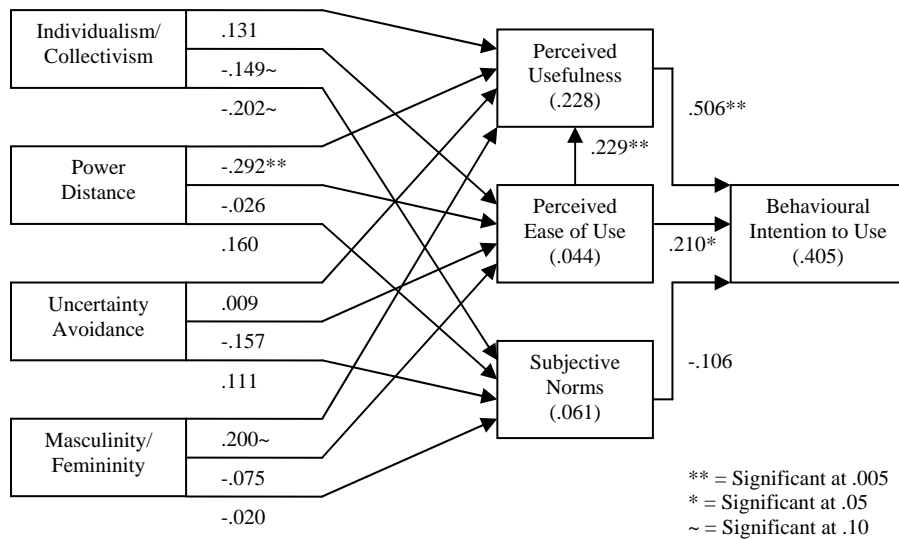 Individualism/
Collectivism
.131
-.149~
-.202~
Power
Distance
-.292**
-.026
.160
Uncertainty
Avoidance
.009
-.157
.111
Masculinity/
Femininity
.200~
-.075
-.020
Perceived
Usefulness
(.228)
.229**
Perceived
Ease of Use
(.044)
Subjective
Norms
(.061)
.506**
.210*
-.106
Behavioural
Intention to Use
(.405)
** = Significant at .005
* = Significant at .05
~ = Significant at .10